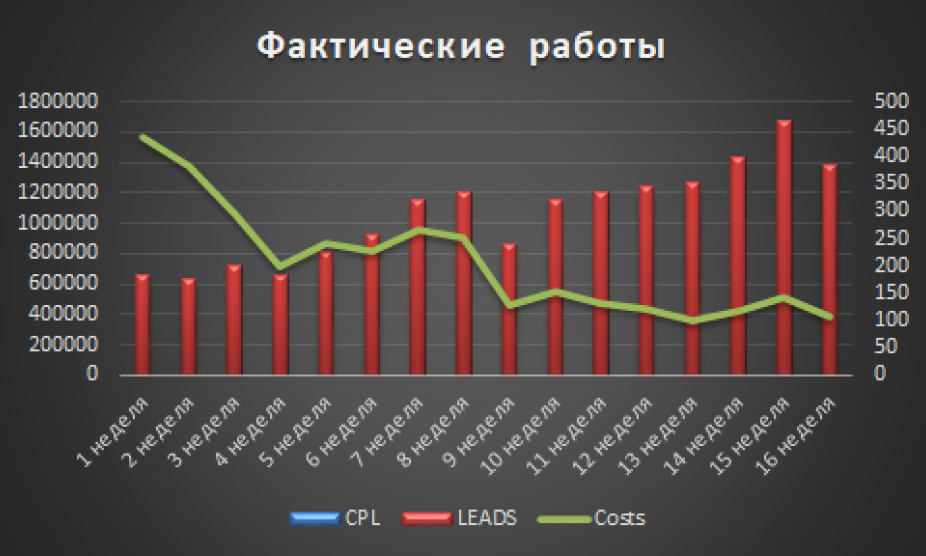 Фактические работы
1800000
1600000
1400000
1200000
1000000
800000
600000
400000
200000
0
500
450
400
350
300
250
200
150
100
50
0
1 неделя
2 неделя
3 неделя
4 неделя
5 неделя
6 неделя
7 неделя
8 неделя
9 неделя
10 неделя
11 неделя
12 неделя
13 неделя
14 неделя
15 неделя
16 неделя
CPL LEADS Costs